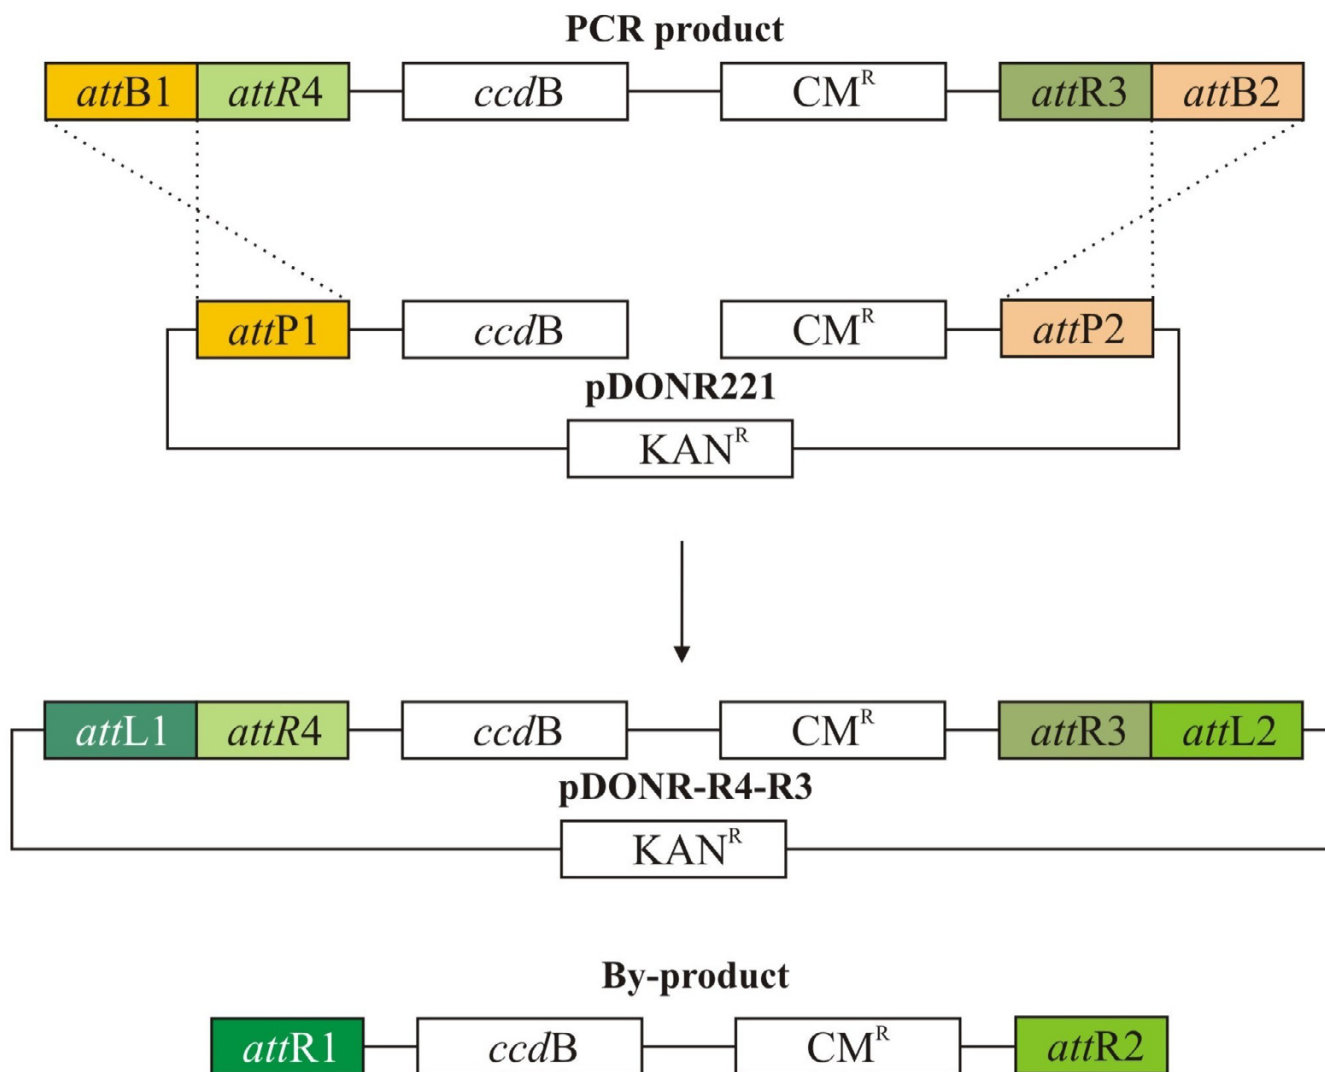 PCR product
attB1 attR4 ccdB CMᴿ attR3 attB2
attP1 ccdB CMᴿ attP2
pDONR221
KANᴿ
attL1 attR4 ccdB CMᴿ attR3 attL2
pDONR-R4-R3
KANᴿ
By-product
attR1 ccdB CMᴿ attR2